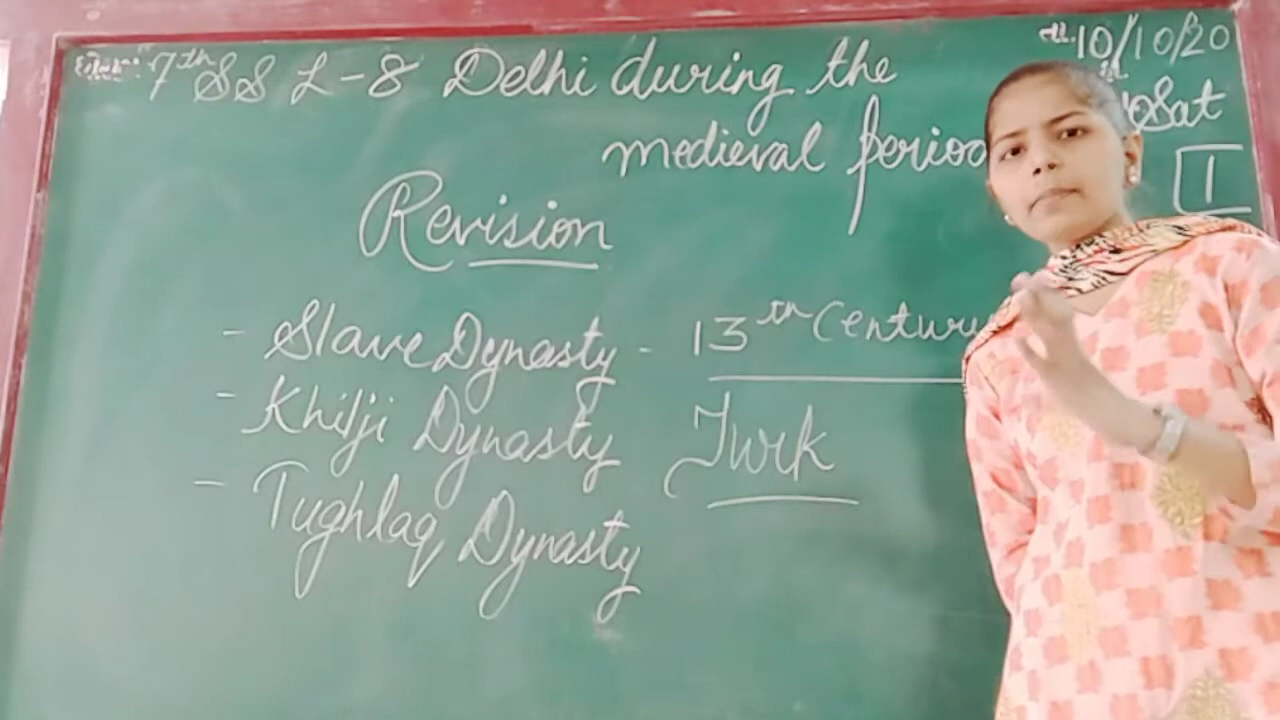 7th SS L-8 Delhi during the
medieval period
10/10/20
Sat
1
Revision
- Slave Dynasty - 13th Century
- Khilji Dynasty Turk
- Tughlaq Dynasty